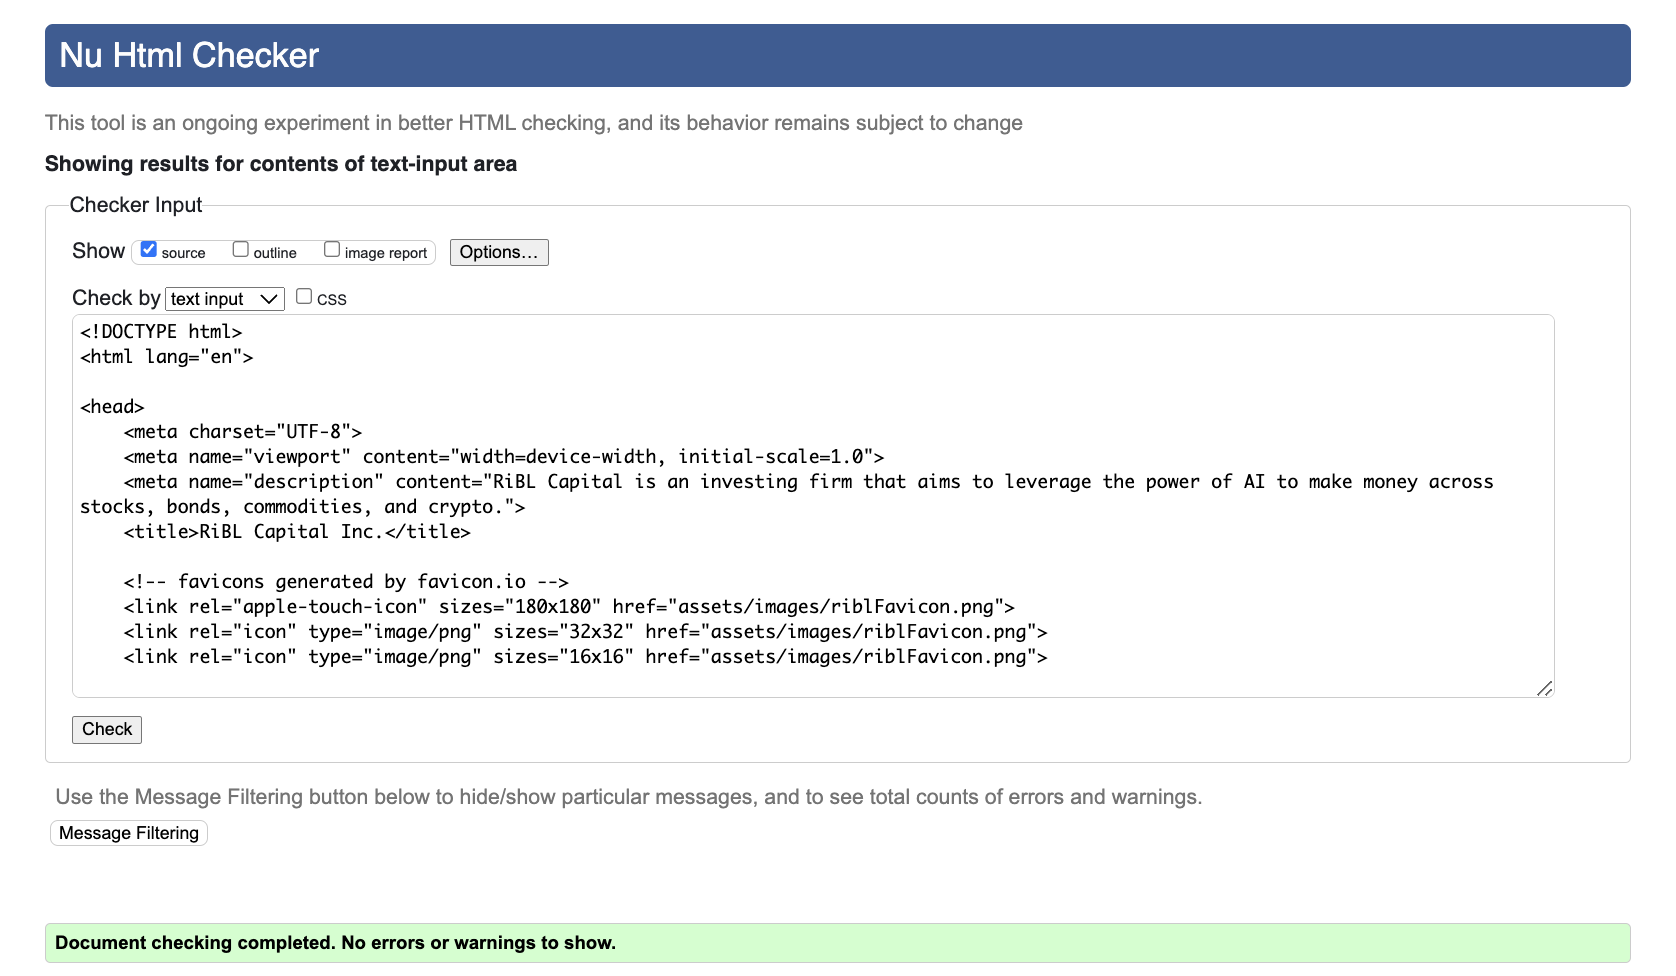 Nu Html Checker
This tool is an ongoing experiment in better HTML checking, and its behavior remains subject to change
Showing results for contents of text-input area
Checker Input
Show source outline image report Options...
Check by text input css
<!DOCTYPE html>
<html lang="en">
<head>
    <meta charset="UTF-8">
    <meta name="viewport" content="width=device-width, initial-scale=1.0">
    <meta name="description" content="RiBL Capital is an investing firm that aims to leverage the power of AI to make money across
stocks, bonds, commodities, and crypto.">
    <title>RiBL Capital Inc.</title>
    <!-- favicons generated by favicon.io -->
    <link rel="apple-touch-icon" sizes="180x180" href="assets/images/riblFavicon.png">
    <link rel="icon" type="image/png" sizes="32x32" href="assets/images/riblFavicon.png">
    <link rel="icon" type="image/png" sizes="16x16" href="assets/images/riblFavicon.png">
Check
Use the Message Filtering button below to hide/show particular messages, and to see total counts of errors and warnings.
Message Filtering
Document checking completed. No errors or warnings to show.